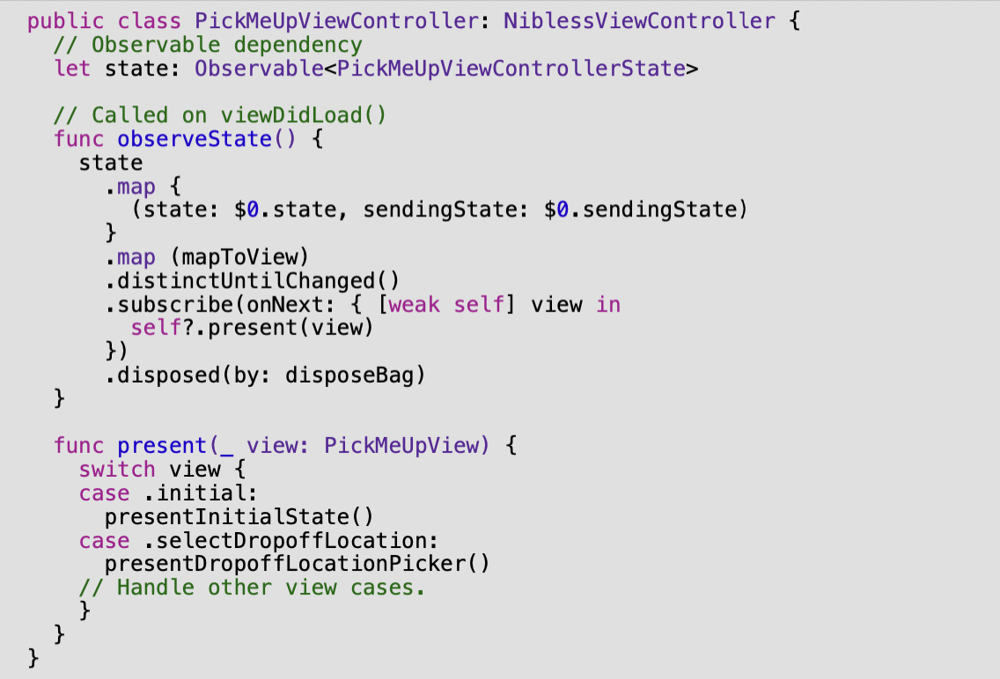 public class PickMeUpViewController: NiblessViewController {
  // Observable dependency
  let state: Observable<PickMeUpViewControllerState>

  // Called on viewDidLoad()
  func observeState() {
    state
      .map {
        (state: $0.state, sendingState: $0.sendingState)
      }
      .map (mapToView)
      .distinctUntilChanged()
      .subscribe(onNext: { [weak self] view in
        self?.present(view)
      })
      .disposed(by: disposeBag)
  }

  func present(_ view: PickMeUpView) {
    switch view {
    case .initial:
      presentInitialState()
    case .selectDropoffLocation:
      presentDropoffLocationPicker()
    // Handle other view cases.
    }
  }
}